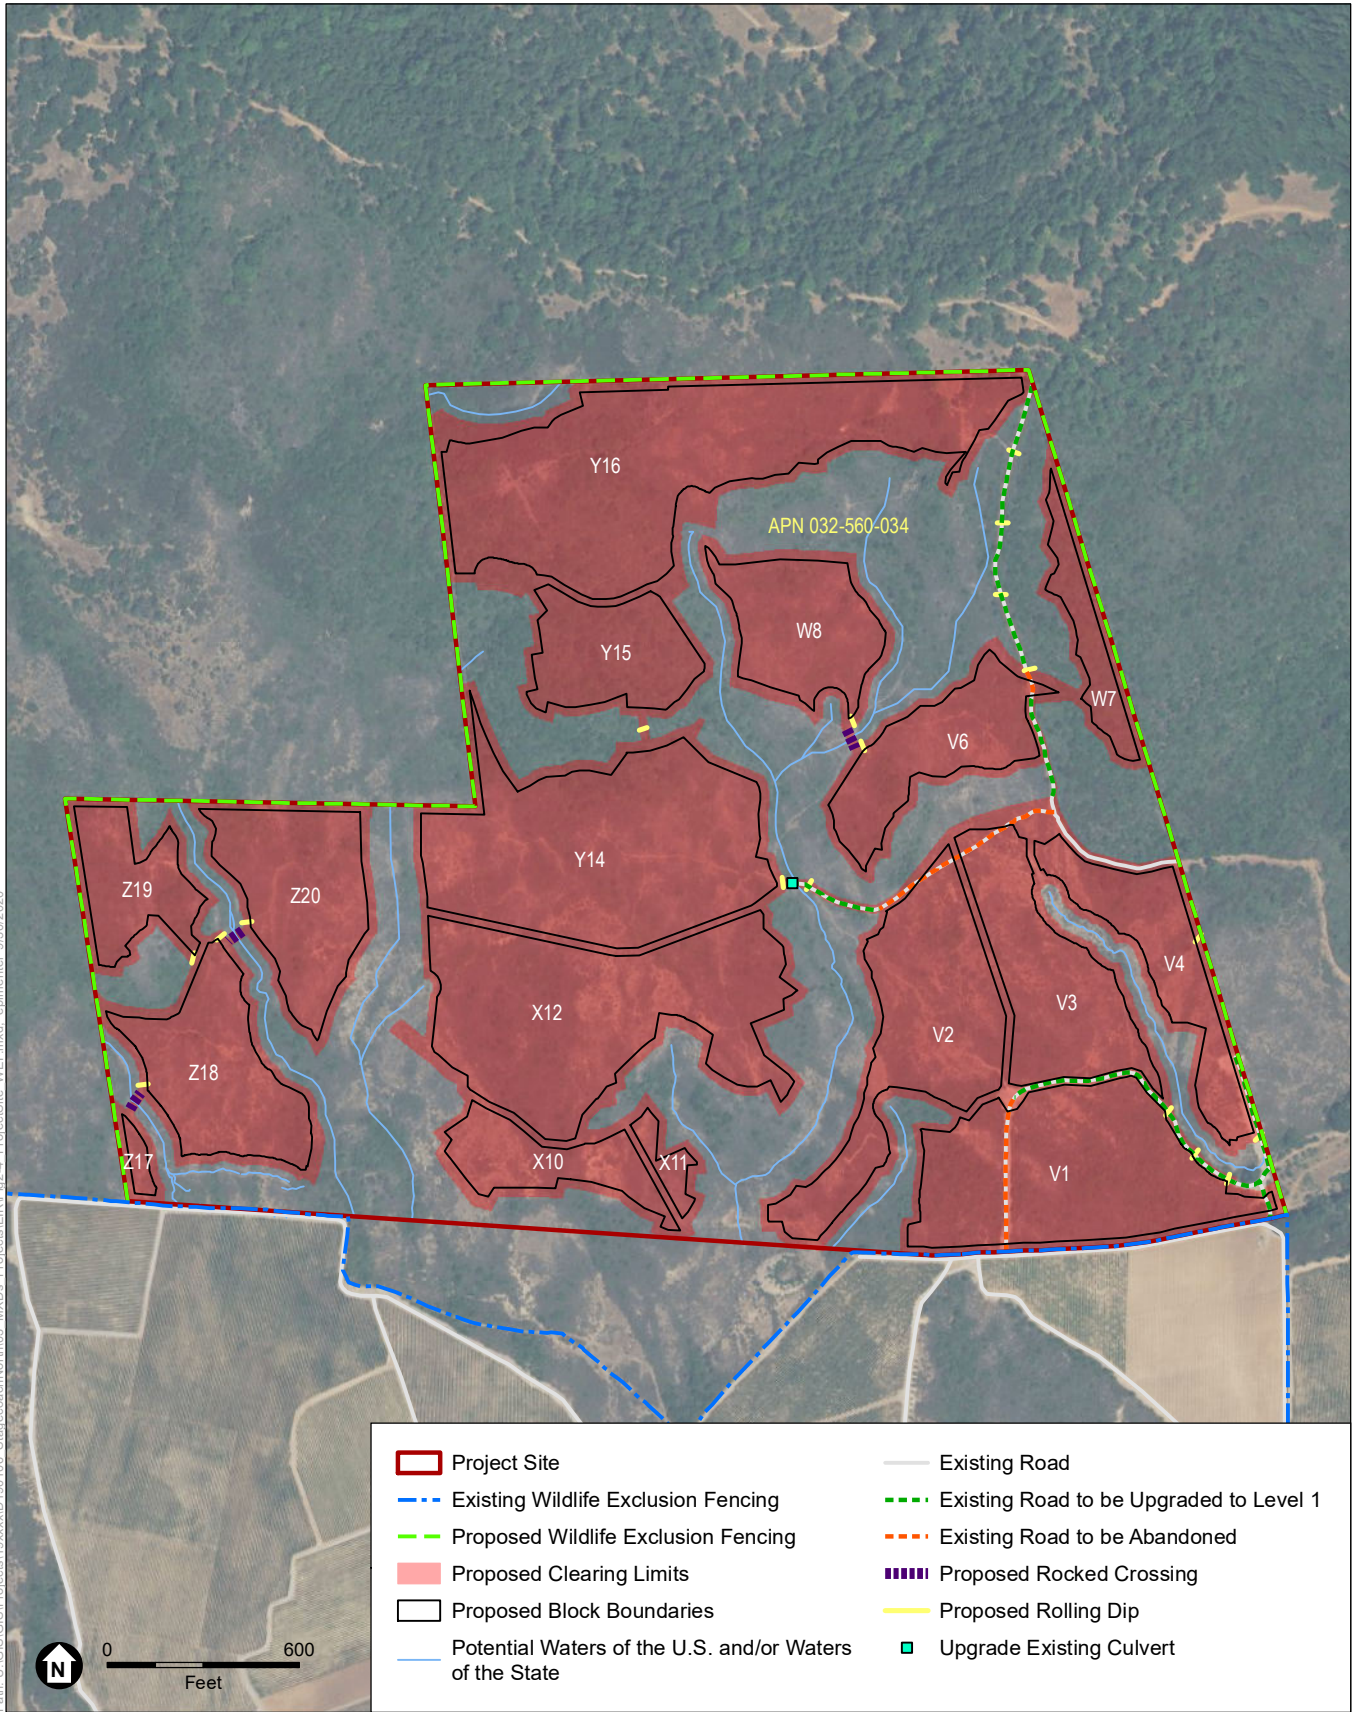 Y16
APN 032-560-034
W8
Y15
W7
V6
Y14
Z19
Z20
V4
V3
X12
V2
Z18
X10
X11
Z17
V1
Project Site
Existing Wildlife Exclusion Fencing
Proposed Wildlife Exclusion Fencing
Proposed Clearing Limits
Proposed Block Boundaries
Potential Waters of the U.S. and/or Waters
of the State
Existing Road
Existing Road to be Upgraded to Level 1
Existing Road to be Abandoned
Proposed Rocked Crossing
Proposed Rolling Dip
Upgrade Existing Culvert
N
0 600
Feet